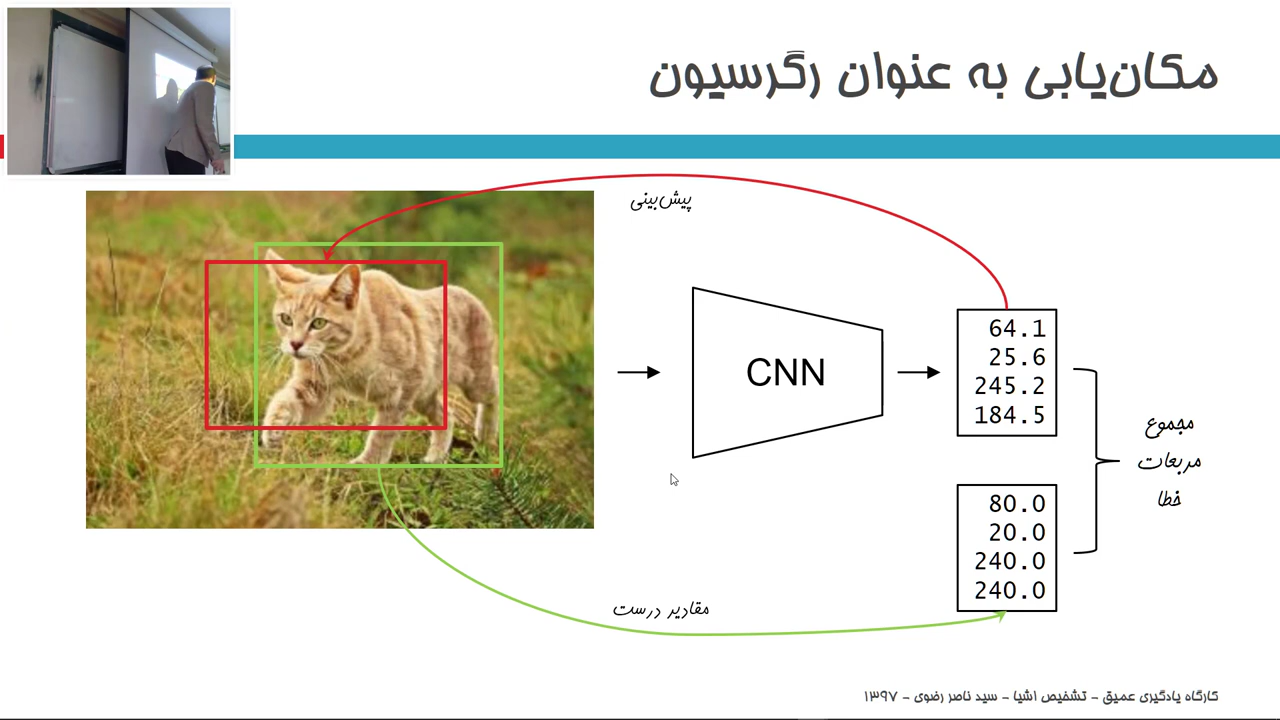 مکان‌یابی به عنوان رگرسیون
پیش‌بینی
CNN
64.1
25.6
245.2
184.5
80.0
20.0
240.0
240.0
مجموع
مربعات
خطا
مقادیر درست
کارگاه یادگیری عمیق - تشخیص اشیا - سید ناصر رضوی - ۱۳۹۷